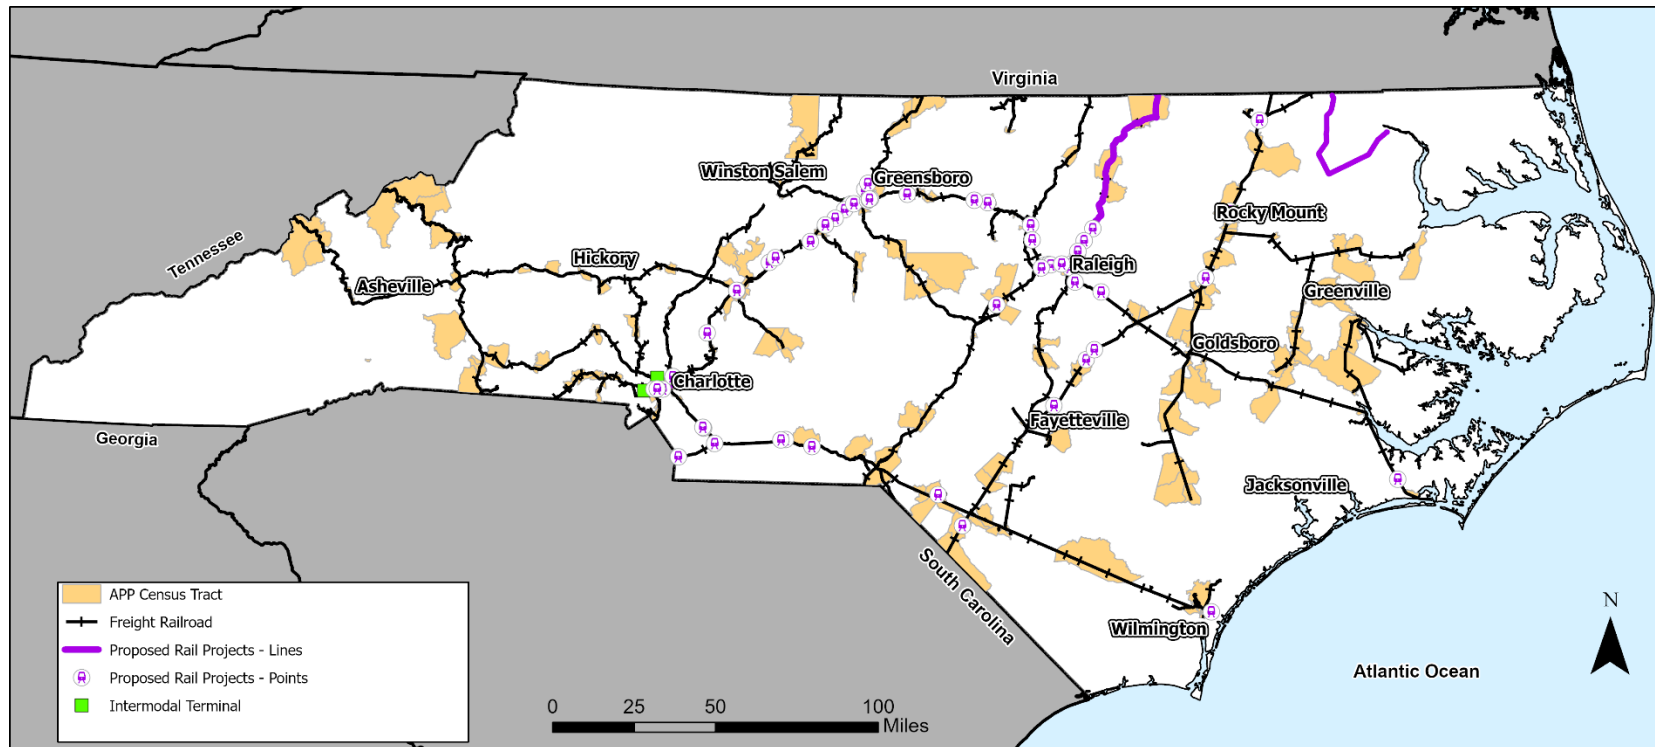 Virginia
Winston Salem
Greensboro
Rocky Mount
Tennessee
Hickory
Raleigh
Asheville
Greenville
Goldsboro
Charlotte
Fayetteville
Georgia
Jacksonville
South Carolina
Wilmington
Atlantic Ocean
N
APP Census Tract
Freight Railroad
Proposed Rail Projects - Lines
Proposed Rail Projects - Points
Intermodal Terminal
0 25 50 100
Miles